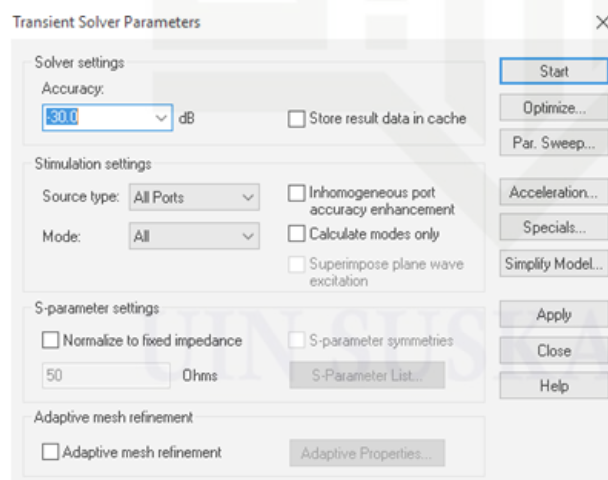 Transient Solver Parameters
Solver settings
Accuracy:
-30.0 dB
Store result data in cache
Stimulation settings
Source type: All Ports
Inhomogeneous port
accuracy enhancement
Mode: All
Calculate modes only
Superimpose plane wave
excitation
S-parameter settings
Normalize to fixed impedance
S-parameter symmetries
50 Ohms
S-Parameter List...
Adaptive mesh refinement
Adaptive mesh refinement
Adaptive Properties...
Start
Optimize...
Par. Sweep...
Acceleration...
Specials...
Simplify Model...
Apply
Close
Help
UIN SUSKA